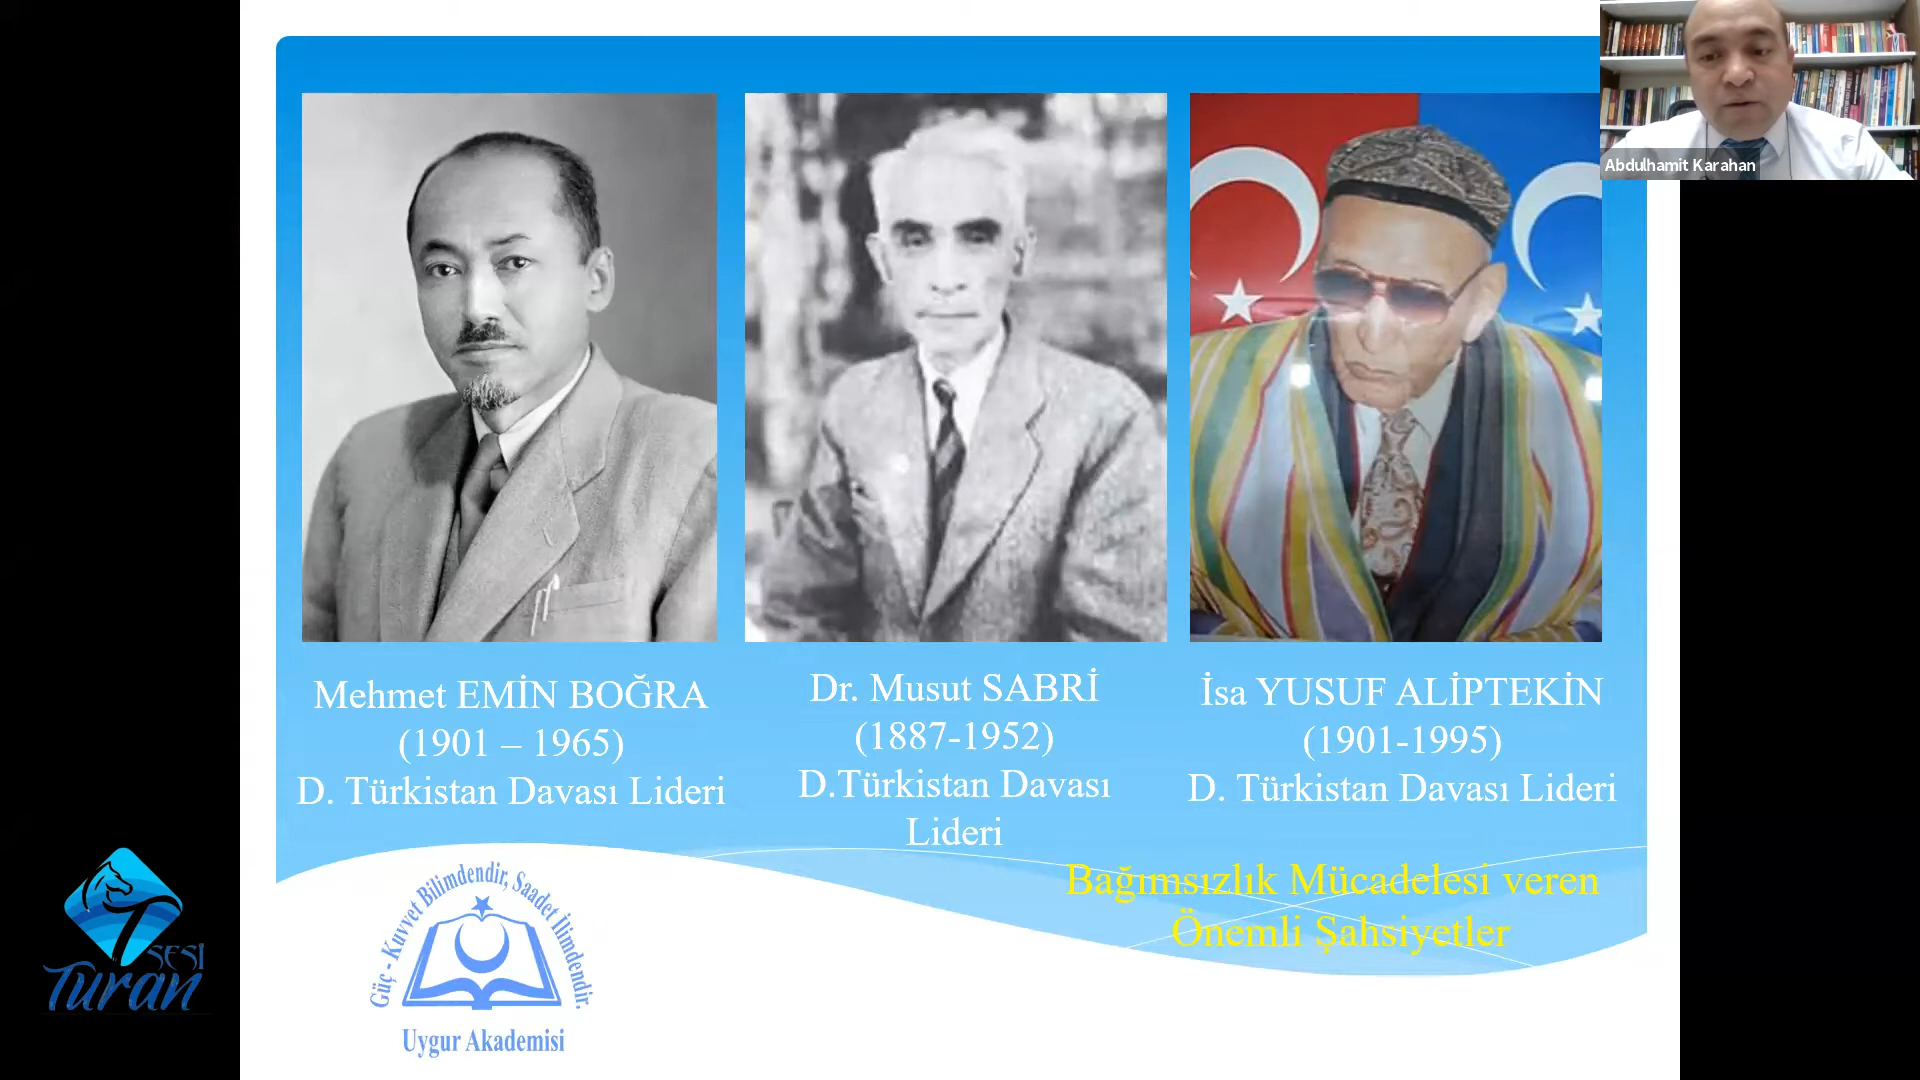 Abdulhamit Karahan
Mehmet EMİN BOĞRA
(1901 – 1965)
D. Türkistan Davası Lideri
Dr. Musut SABRİ
(1887-1952)
D.Türkistan Davası
Lideri
İsa YUSUF ALİPTEKİN
(1901-1995)
D. Türkistan Davası Lideri
Bağımsızlık Mücadelesi veren
Önemli Şahsiyetler
Güç - Kuvvet Bilimdendir, Saadet İlimdendir.
Uygur Akademisi
SESİ
Turan